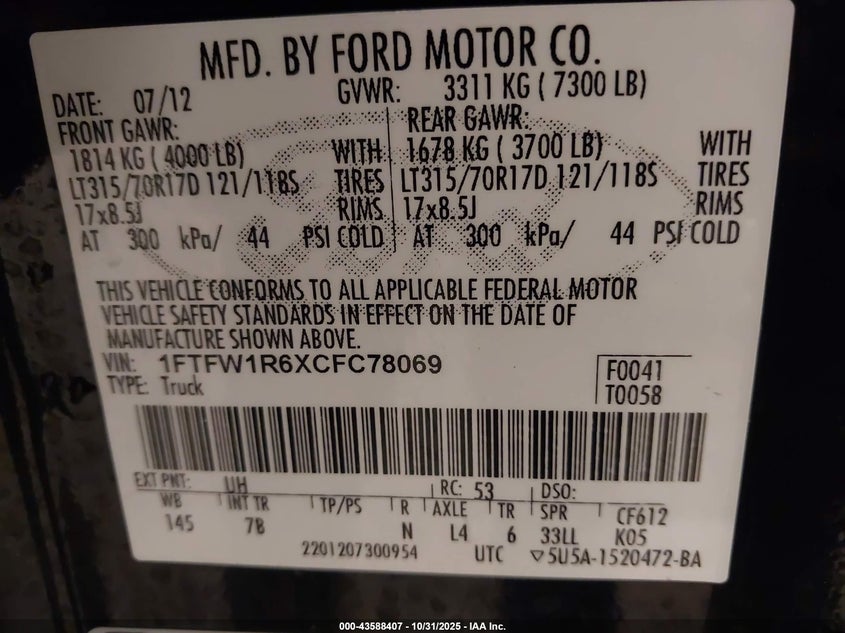 MFD. BY FORD MOTOR CO.
DATE: 07/12 GVWR: 3311 KG ( 7300 LB)
FRONT GAWR: REAR GAWR:
1814 KG ( 4000 LB) WITH 1678 KG ( 3700 LB) WITH
LT315/70R17D 121/118S TIRES LT315/70R17D 121/118S TIRES
17x8.5J RIMS 17x8.5J RIMS
AT 300 kPa/ 44 PSI COLD AT 300 kPa/ 44 PSI COLD
THIS VEHICLE CONFORMS TO ALL APPLICABLE FEDERAL MOTOR
VEHICLE SAFETY STANDARDS IN EFFECT ON THE DATE OF
MANUFACTURE SHOWN ABOVE.
VIN: 1FTFW1R6XCFC78069 F0041
TYPE: Truck T0058
EXT PNT: UH RC: 53 DSO:
WB INT TR TP/PS R AXLE TR SPR CF612
145 7B N L4 6 33LL K05
2201207300954 UTC ▽5U5A-1520472-BA
000-43588407 - 10/31/2025 - IAA Inc.